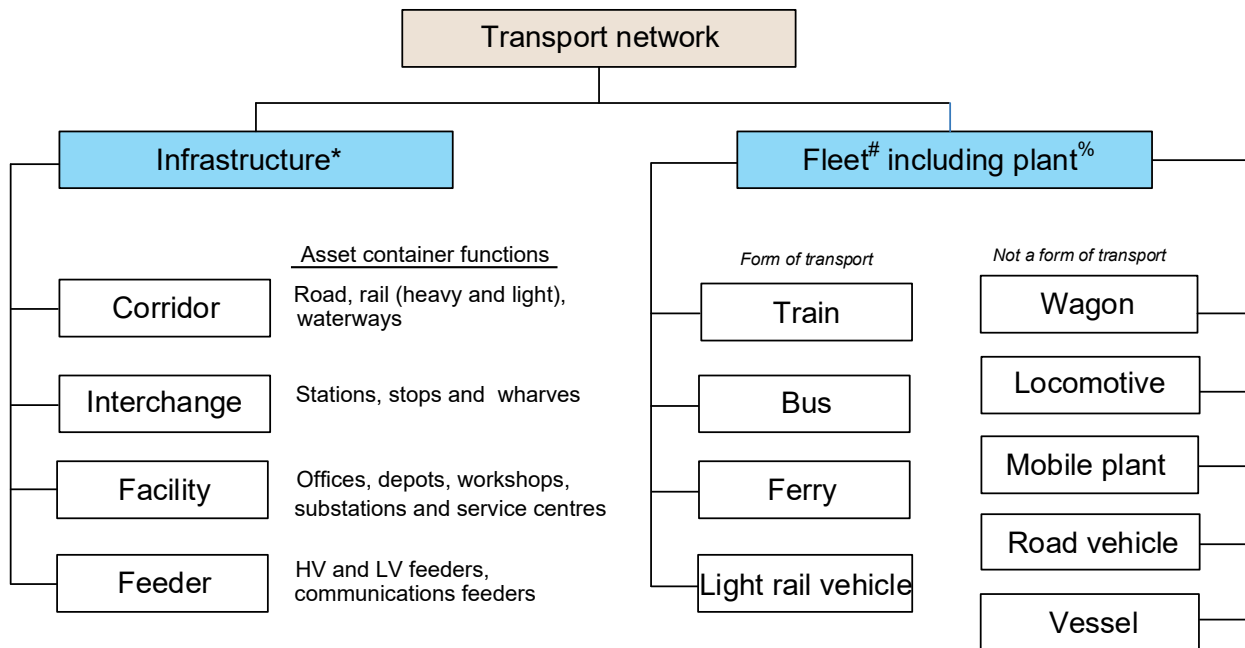 Transport network
Infrastructure*
Fleet# including plant%
Asset container functions
Corridor
Road, rail (heavy and light),
waterways
Interchange
Stations, stops and wharves
Facility
Offices, depots, workshops,
substations and service centres
Feeder
HV and LV feeders,
communications feeders
Form of transport
Train
Bus
Ferry
Light rail vehicle
Not a form of transport
Wagon
Locomotive
Mobile plant
Road vehicle
Vessel